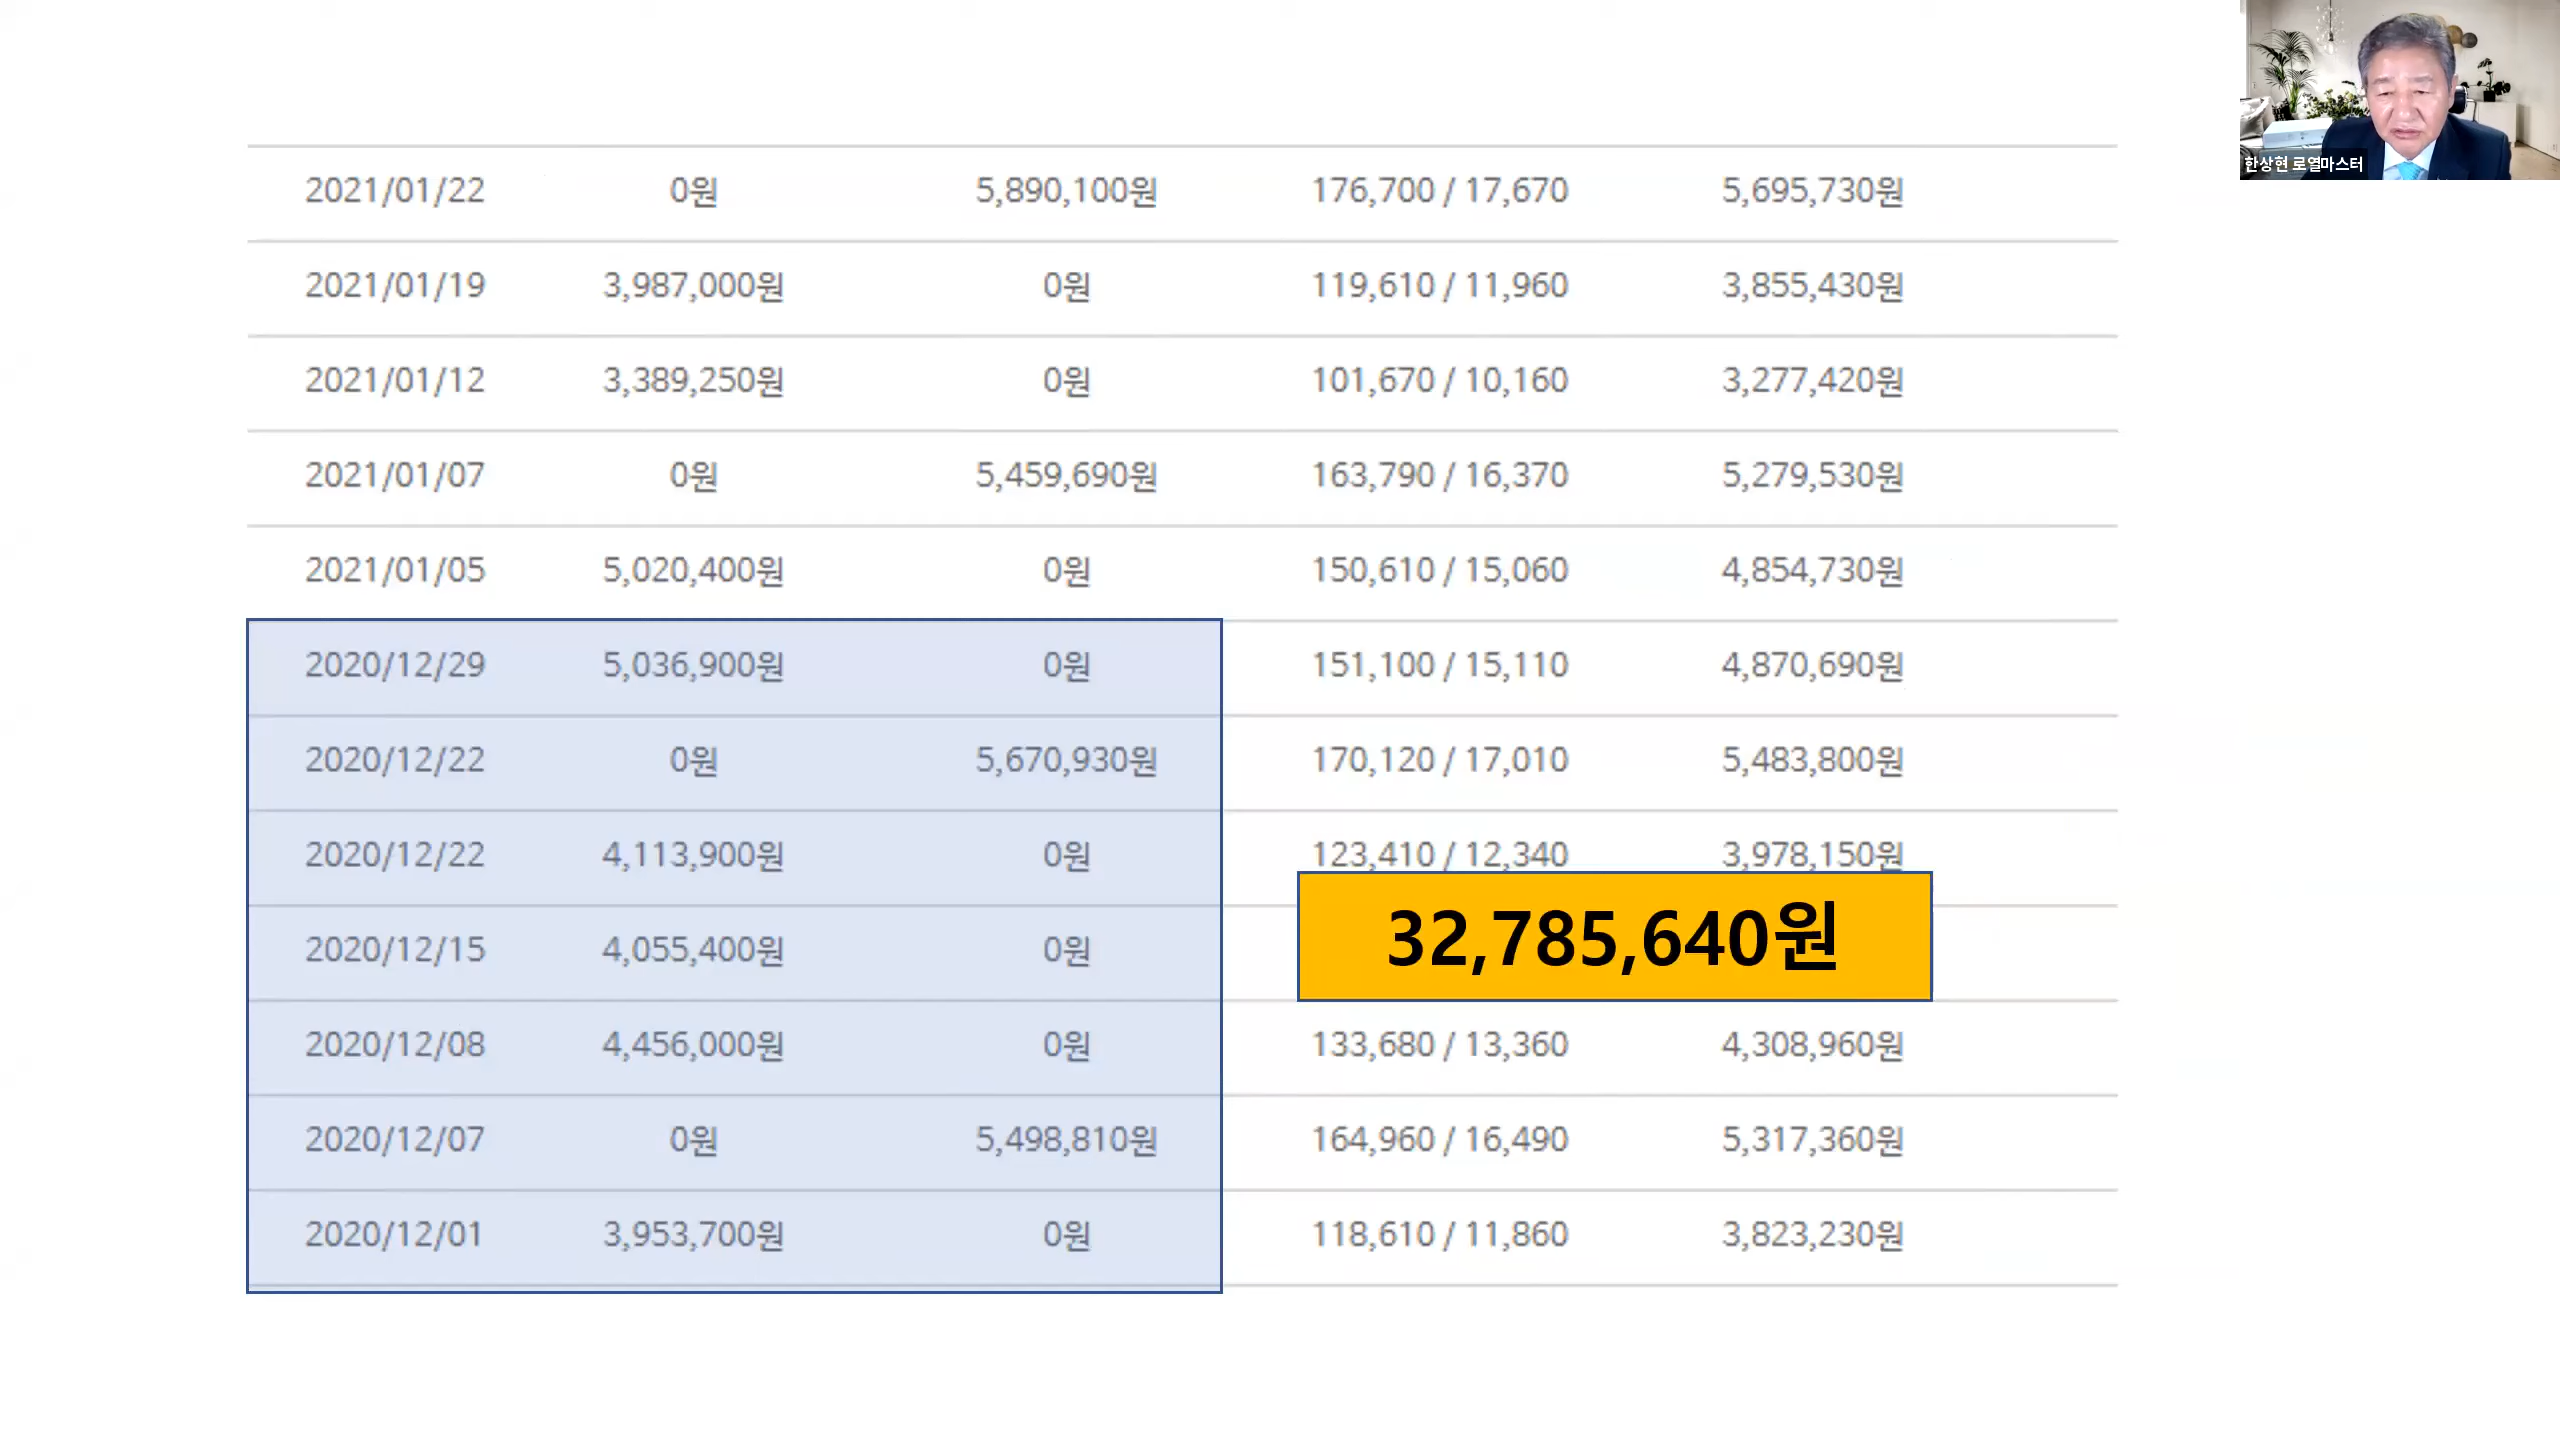 한상현 로열마스터
2021/01/22 0원 5,890,100원 176,700 / 17,670 5,695,730원
2021/01/19 3,987,000원 0원 119,610 / 11,960 3,855,430원
2021/01/12 3,389,250원 0원 101,670 / 10,160 3,277,420원
2021/01/07 0원 5,459,690원 163,790 / 16,370 5,279,530원
2021/01/05 5,020,400원 0원 150,610 / 15,060 4,854,730원
2020/12/29 5,036,900원 0원 151,100 / 15,110 4,870,690원
2020/12/22 0원 5,670,930원 170,120 / 17,010 5,483,800원
2020/12/22 4,113,900원 0원 123,410 / 12,340 3,978,150원
2020/12/15 4,055,400원 0원 32,785,640원
2020/12/08 4,456,000원 0원 133,680 / 13,360 4,308,960원
2020/12/07 0원 5,498,810원 164,960 / 16,490 5,317,360원
2020/12/01 3,953,700원 0원 118,610 / 11,860 3,823,230원